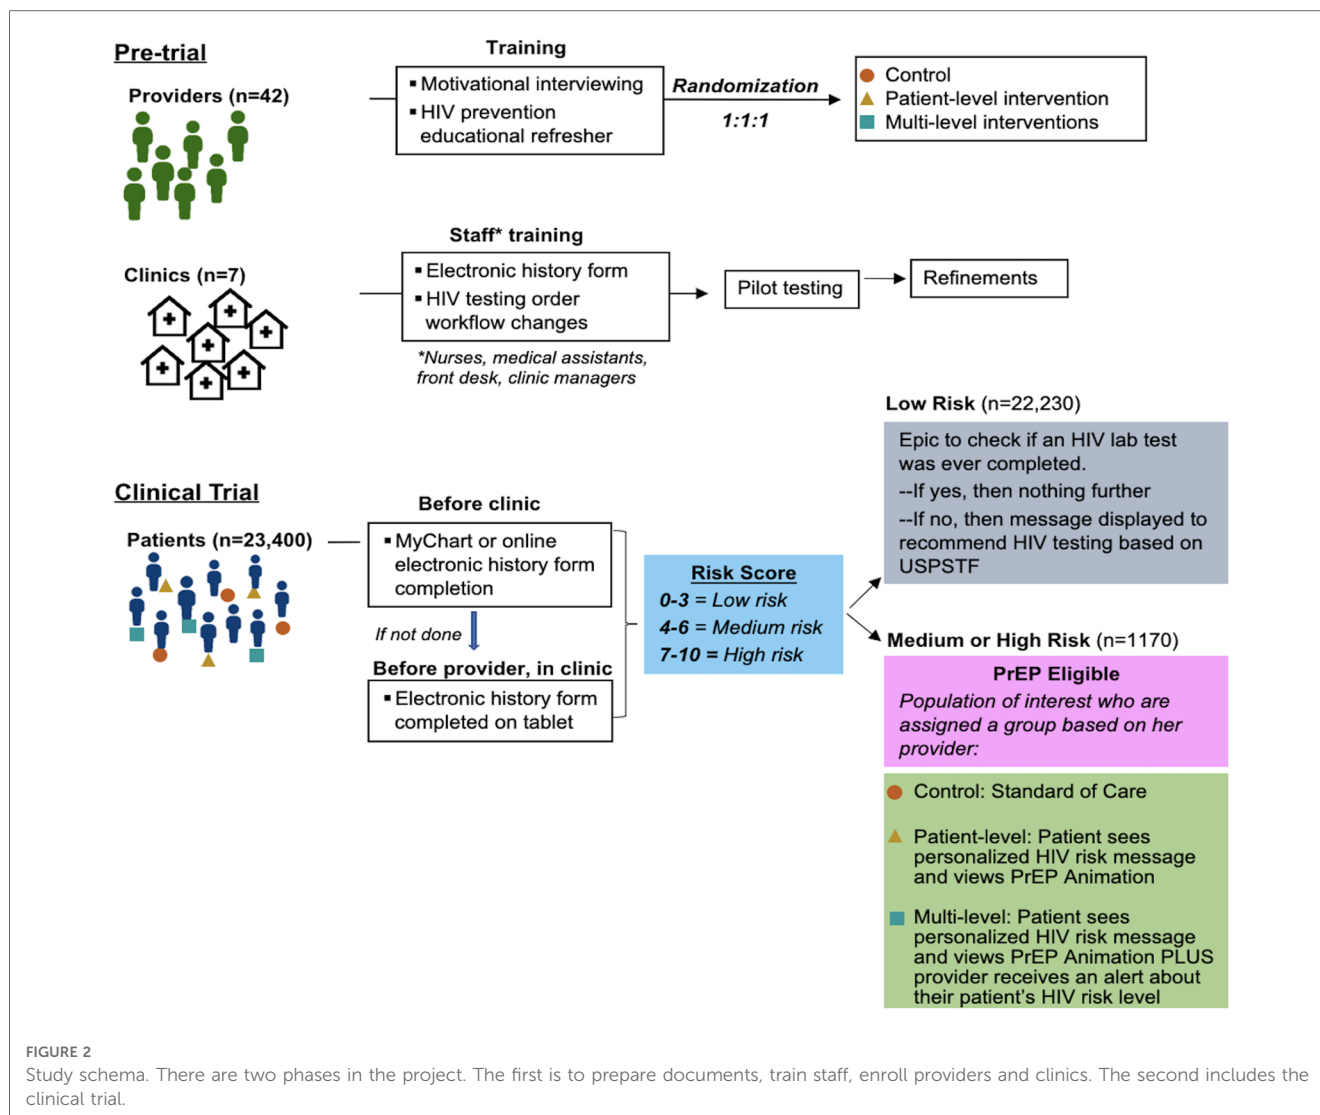 Pre-trial
Providers (n=42)
Training
▪ Motivational interviewing
▪ HIV prevention
educational refresher
Randomization
1:1:1
Control
Patient-level intervention
Multi-level interventions
Clinics (n=7)
Staff* training
▪ Electronic history form
▪ HIV testing order
workflow changes
*Nurses, medical assistants,
front desk, clinic managers
Pilot testing
Refinements
Clinical Trial
Patients (n=23,400)
Before clinic
▪ MyChart or online
electronic history form
completion
If not done
Before provider, in clinic
▪ Electronic history form
completed on tablet
Risk Score
0-3 = Low risk
4-6 = Medium risk
7-10 = High risk
Low Risk (n=22,230)
Epic to check if an HIV lab test
was ever completed.
--If yes, then nothing further
--If no, then message displayed to
recommend HIV testing based on
USPSTF
Medium or High Risk (n=1170)
PrEP Eligible
Population of interest who are
assigned a group based on her
provider:
Control: Standard of Care
Patient-level: Patient sees
personalized HIV risk message
and views PrEP Animation
Multi-level: Patient sees
personalized HIV risk message
and views PrEP Animation PLUS
provider receives an alert about
their patient's HIV risk level
FIGURE 2
Study schema. There are two phases in the project. The first is to prepare documents, train staff, enroll providers and clinics. The second includes the
clinical trial.